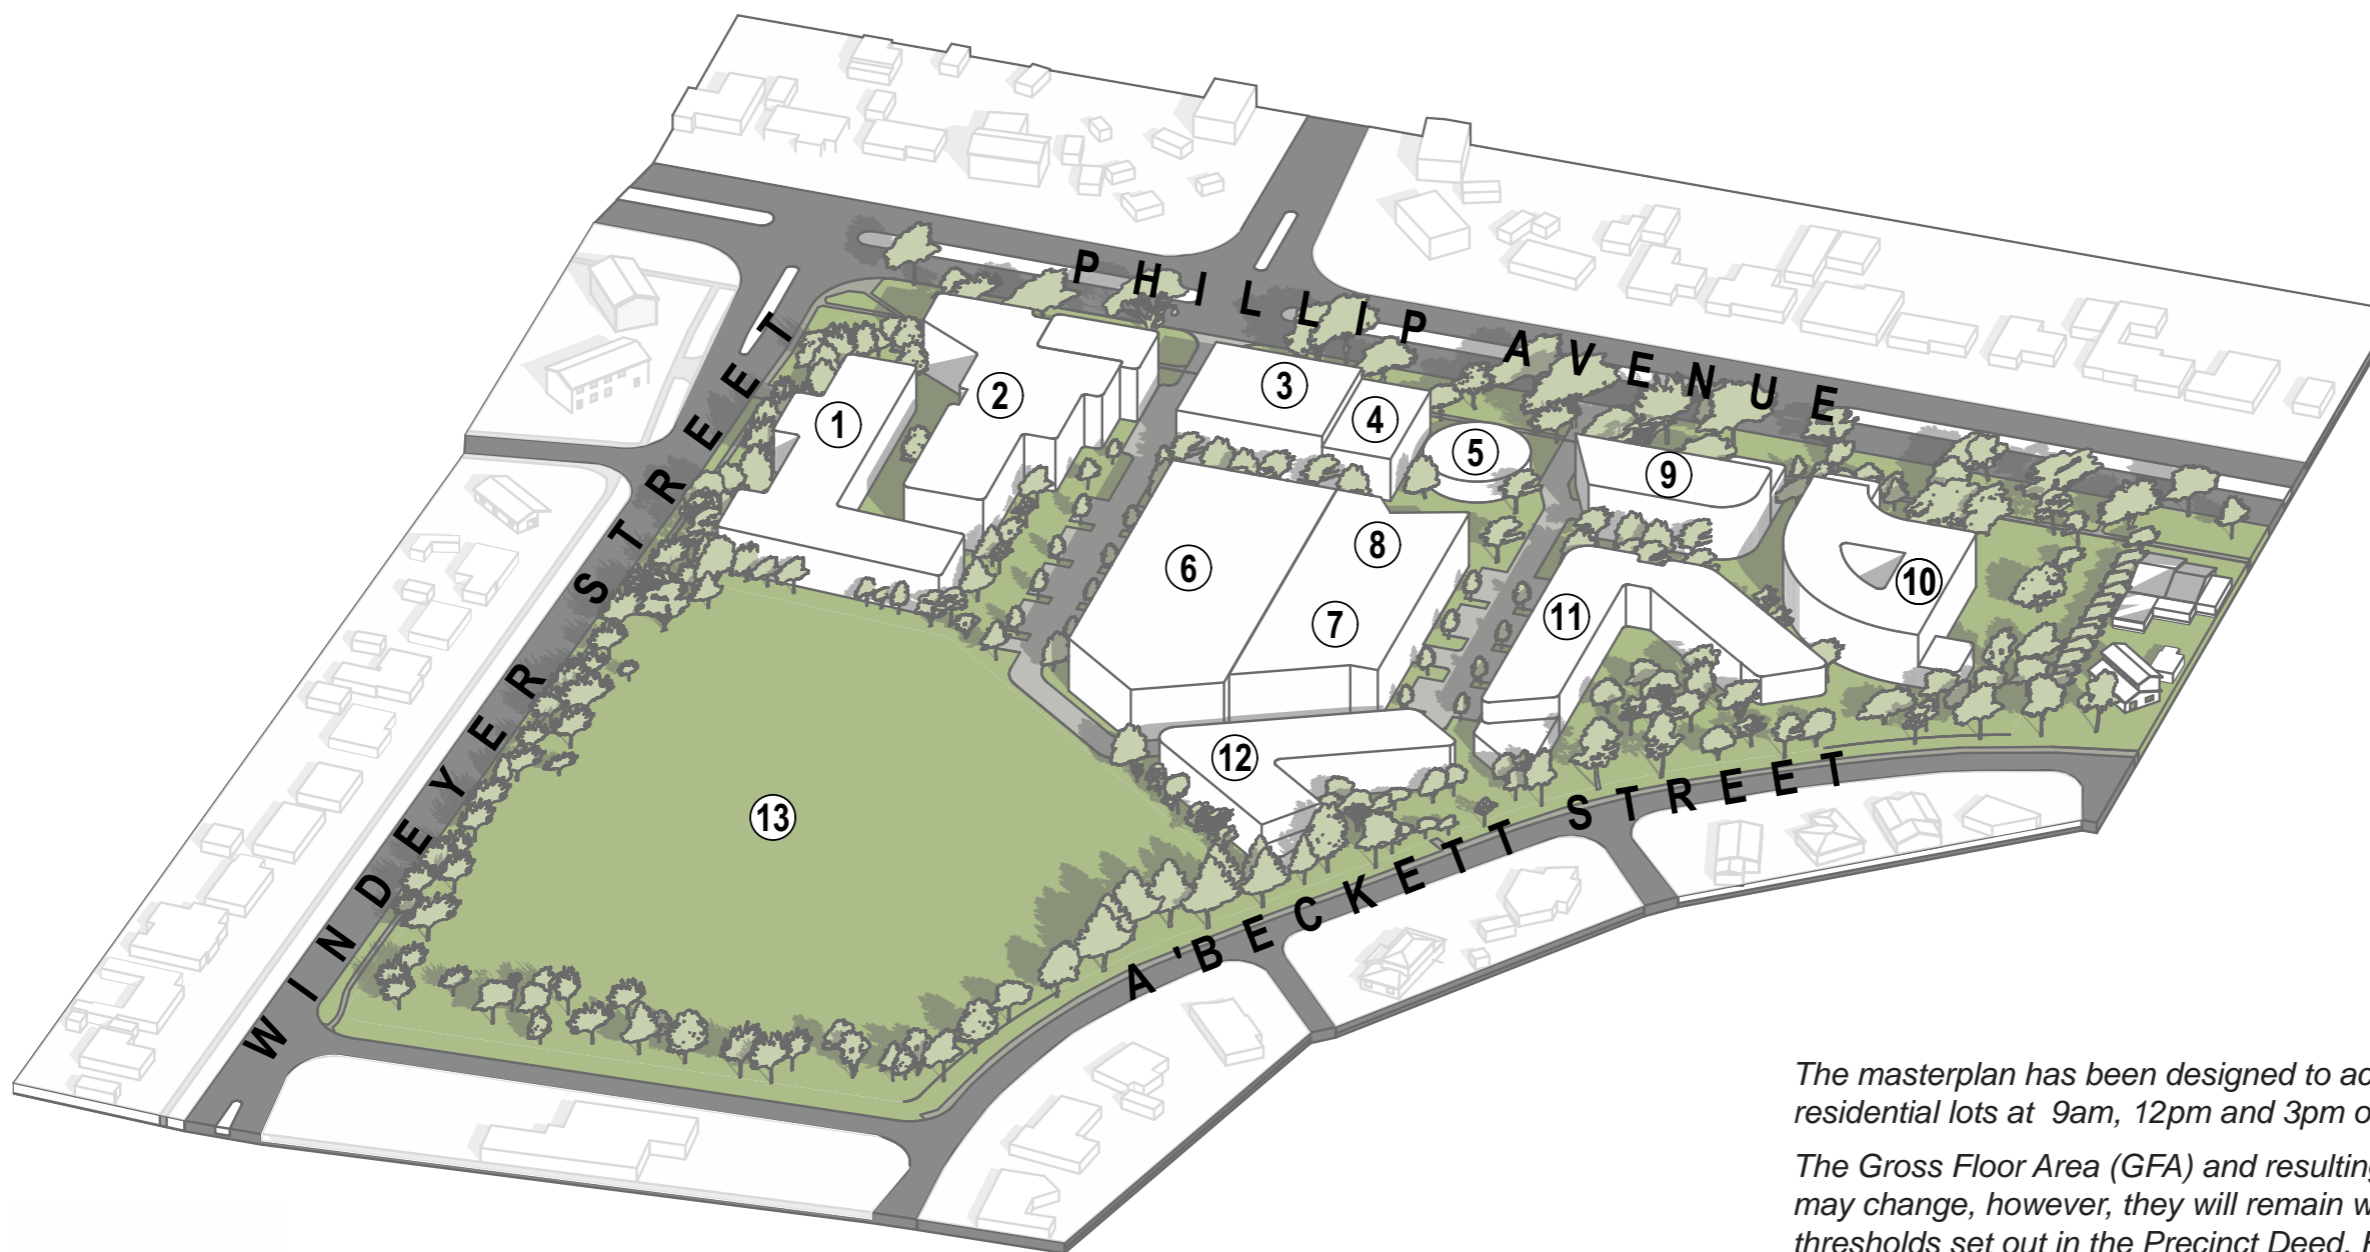 PHILLIP AVENUE
WINDEYER STREET
A'BECKETT STREET
1
2
3
4
5
6
7
8
9
10
11
12
13
The masterplan has been designed to ac
residential lots at 9am, 12pm and 3pm o
The Gross Floor Area (GFA) and resulting
may change, however, they will remain w
thresholds set out in the Precinct Deed.